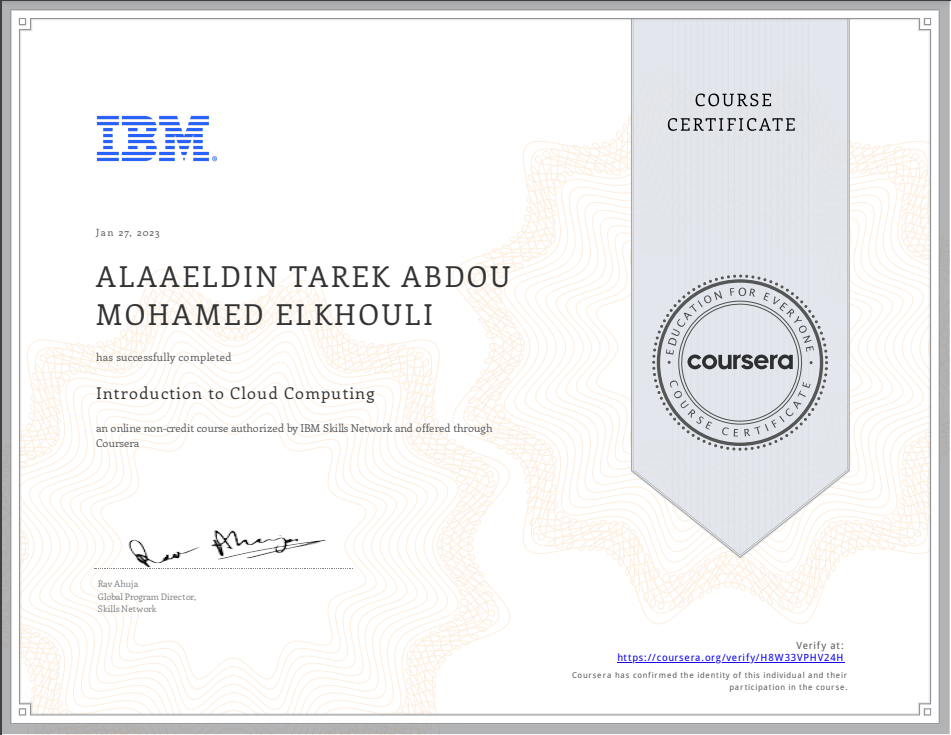 COURSE
CERTIFICATE
IBM®
Jan 27, 2023
ALAAELDIN TAREK ABDOU
MOHAMED ELKHOULI
has successfully completed
Introduction to Cloud Computing
an online non-credit course authorized by IBM Skills Network and offered through
Coursera
EDUCATION FOR EVERYONE
coursera
COURSE CERTIFICATE
Rav Ahuja
Rav Ahuja
Global Program Director,
Skills Network
Verify at:
https://coursera.org/verify/H8W33VPHV24H
Coursera has confirmed the identity of this individual and their
participation in the course.